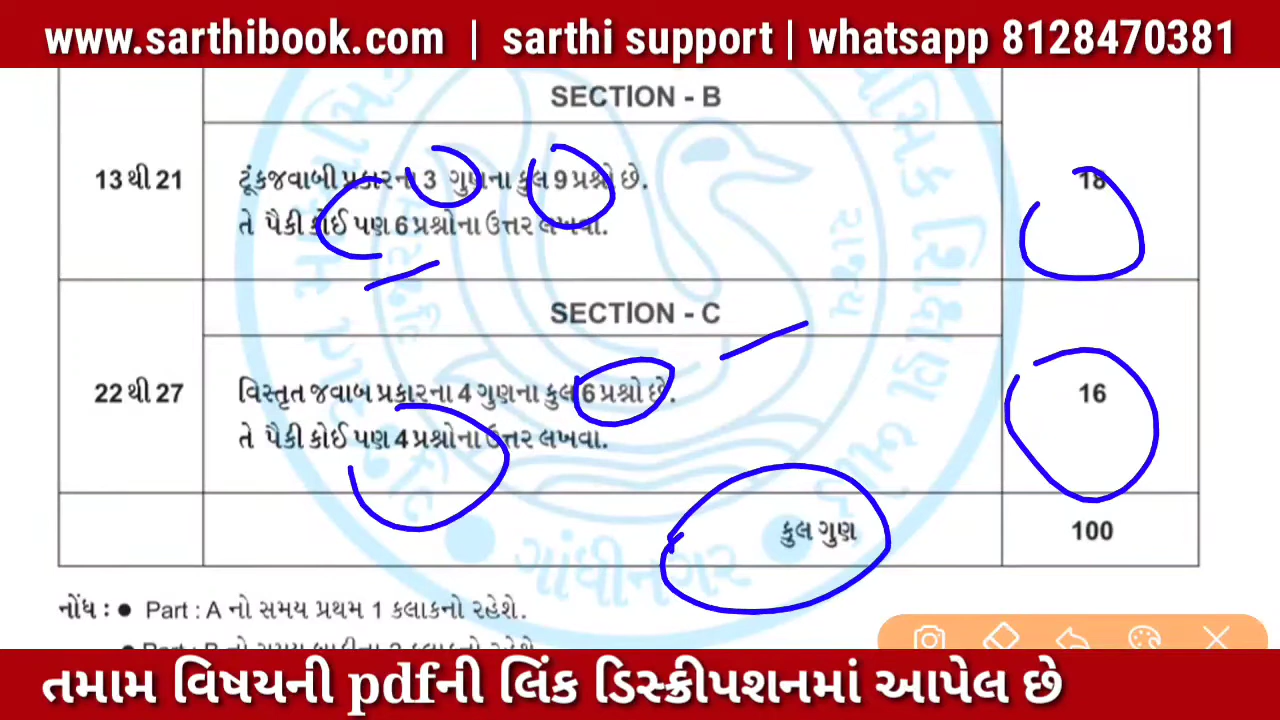 www.sarthibook.com | sarthi support | whatsapp 8128470381
SECTION - B
13 થી 21
ટૂંકજવાબી પ્રકારના 3 ગુણના કુલ 9 પ્રશ્નો છે.
તે પૈકી કોઈ પણ 6 પ્રશ્નોના ઉત્તર લખવા.
18
SECTION - C
22 થી 27
વિસ્તૃત જવાબ પ્રકારના 4 ગુણના કુલ 6 પ્રશ્નો છે.
તે પૈકી કોઈ પણ 4 પ્રશ્નોના ઉત્તર લખવા.
16
કુલ ગુણ
100
ગાંધીનગર
નોંધ : ● Part : A નો સમય પ્રથમ 1 કલાકનો રહેશે.
તમામ વિષયની pdfની લિંક ડિસ્ક્રીપશનમાં આપેલ છે